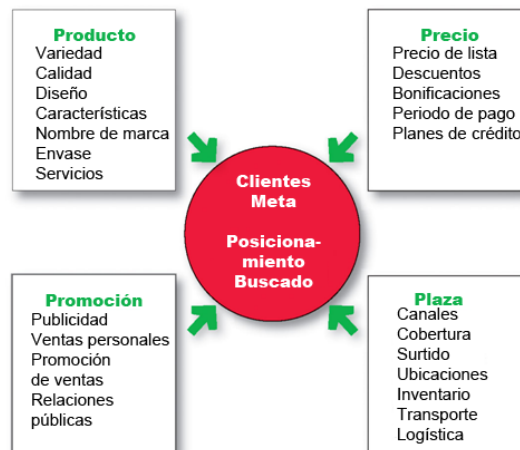 Producto
Variedad
Calidad
Diseño
Características
Nombre de marca
Envase
Servicios
Precio
Precio de lista
Descuentos
Bonificaciones
Periodo de pago
Planes de crédito
Clientes
Meta
Posiciona-
miento
Buscado
Promoción
Publicidad
Ventas personales
Promoción
de ventas
Relaciones
públicas
Plaza
Canales
Cobertura
Surtido
Ubicaciones
Inventario
Transporte
Logística